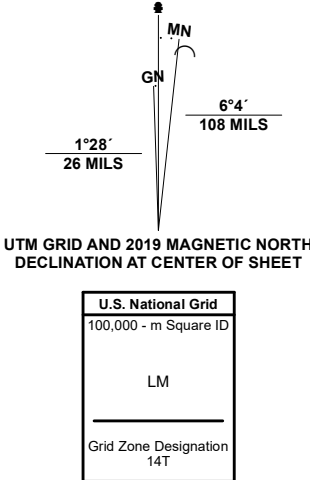 MN
GN
6°4´
108 MILS
1°28´
26 MILS
UTM GRID AND 2019 MAGNETIC NORTH
DECLINATION AT CENTER OF SHEET
U.S. National Grid
100,000 - m Square ID
LM
Grid Zone Designation
14T